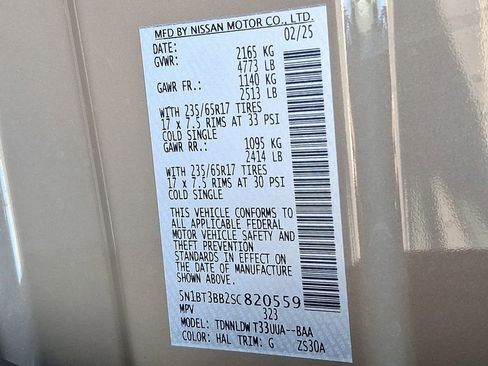 MFD BY NISSAN MOTOR CO., LTD.
DATE: 02/25
GVWR: 2165 KG
4773 LB
GAWR FR.: 1140 KG
2513 LB
WITH 235/65R17 TIRES
17 x 7.5 RIMS AT 33 PSI
COLD SINGLE
GAWR RR.: 1095 KG
2414 LB
WITH 235/65R17 TIRES
17 x 7.5 RIMS AT 30 PSI
COLD SINGLE
THIS VEHICLE CONFORMS TO
ALL APPLICABLE FEDERAL
MOTOR VEHICLE SAFETY AND
THEFT PREVENTION
STANDARDS IN EFFECT ON
THE DATE OF MANUFACTURE
SHOWN ABOVE.
5N1BT3BB2SC820559
MPV 323
MODEL: TDNNLDWT33UUA--BAA
COLOR: HAL TRIM: G ZS30A